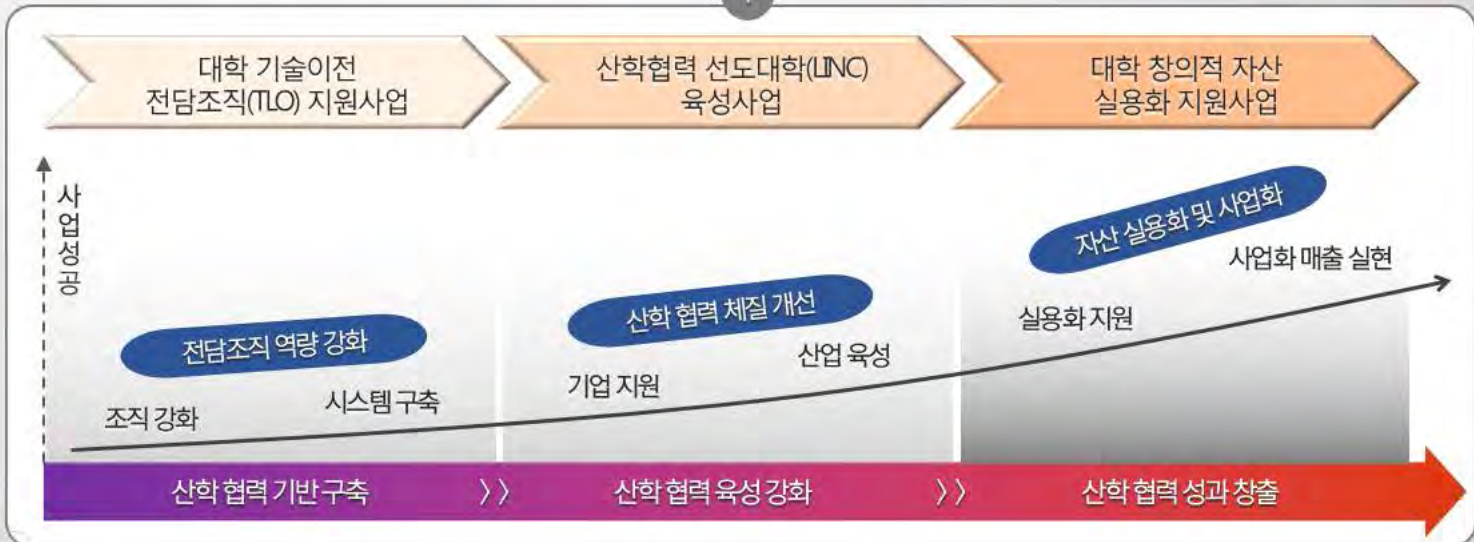 대학 기술이전
전담조직(TLO) 지원사업
산학협력 선도대학(LINC)
육성사업
대학 창의적 자산
실용화 지원사업
사업성공
전담조직 역량 강화
조직 강화
시스템 구축
산학 협력 체질 개선
기업 지원
산업 육성
자산 실용화 및 사업화
실용화 지원
사업화 매출 실현
산학 협력 기반 구축
산학 협력 육성 강화
산학 협력 성과 창출